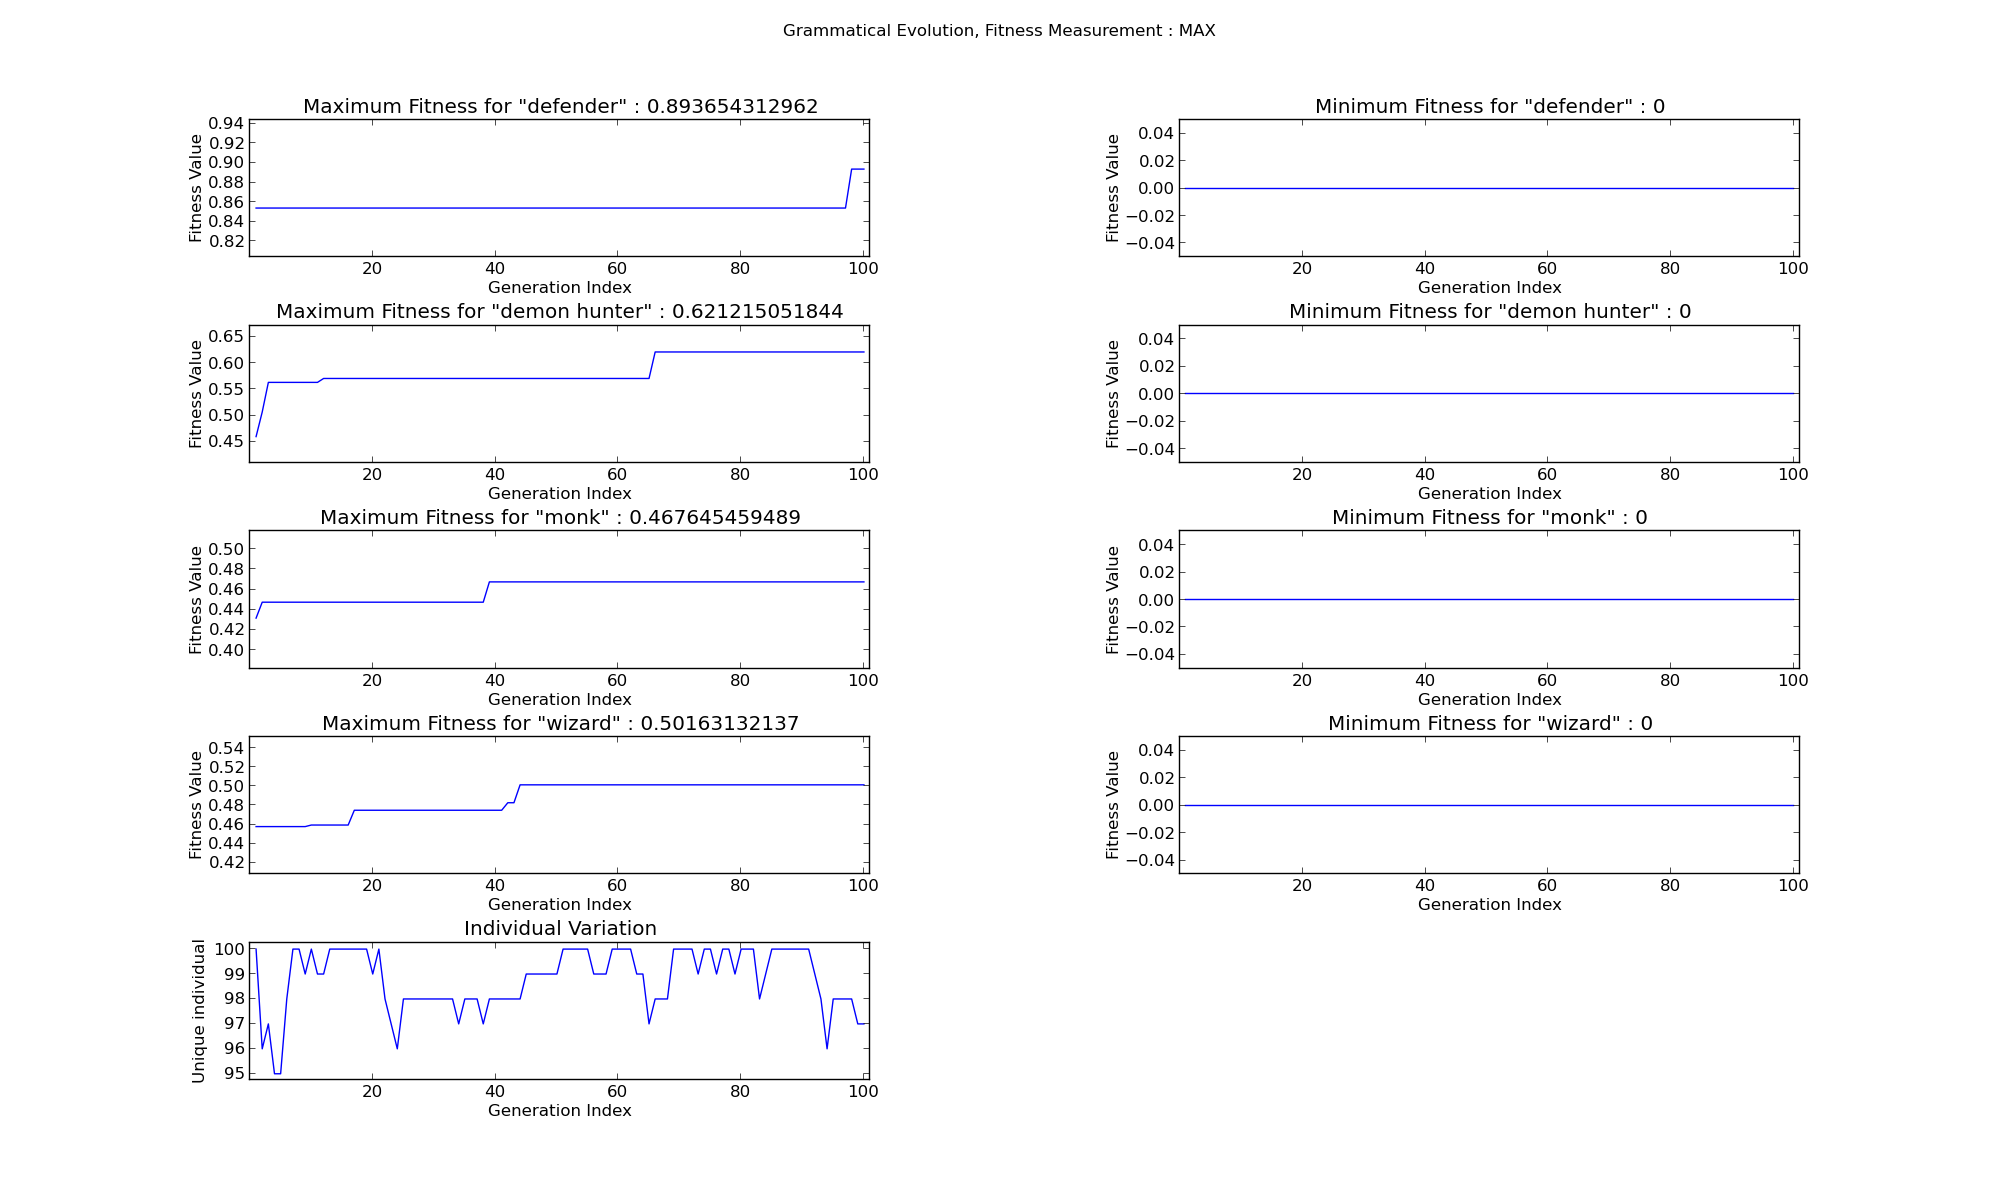 Grammatical Evolution, Fitness Measurement : MAX
Maximum Fitness for "defender" : 0.893654312962
Fitness Value
0.94
0.92
0.90
0.88
0.86
0.84
0.82
20 40 60 80 100
Generation Index
Minimum Fitness for "defender" : 0
Fitness Value
0.04
0.02
0.00
−0.02
−0.04
20 40 60 80 100
Generation Index
Maximum Fitness for "demon hunter" : 0.621215051844
Fitness Value
0.65
0.60
0.55
0.50
0.45
20 40 60 80 100
Generation Index
Minimum Fitness for "demon hunter" : 0
Fitness Value
0.04
0.02
0.00
−0.02
−0.04
20 40 60 80 100
Generation Index
Maximum Fitness for "monk" : 0.467645459489
Fitness Value
0.50
0.48
0.46
0.44
0.42
0.40
20 40 60 80 100
Generation Index
Minimum Fitness for "monk" : 0
Fitness Value
0.04
0.02
0.00
−0.02
−0.04
20 40 60 80 100
Generation Index
Maximum Fitness for "wizard" : 0.50163132137
Fitness Value
0.54
0.52
0.50
0.48
0.46
0.44
0.42
20 40 60 80 100
Generation Index
Minimum Fitness for "wizard" : 0
Fitness Value
0.04
0.02
0.00
−0.02
−0.04
20 40 60 80 100
Generation Index
Individual Variation
Unique individual
100
99
98
97
96
95
20 40 60 80 100
Generation Index